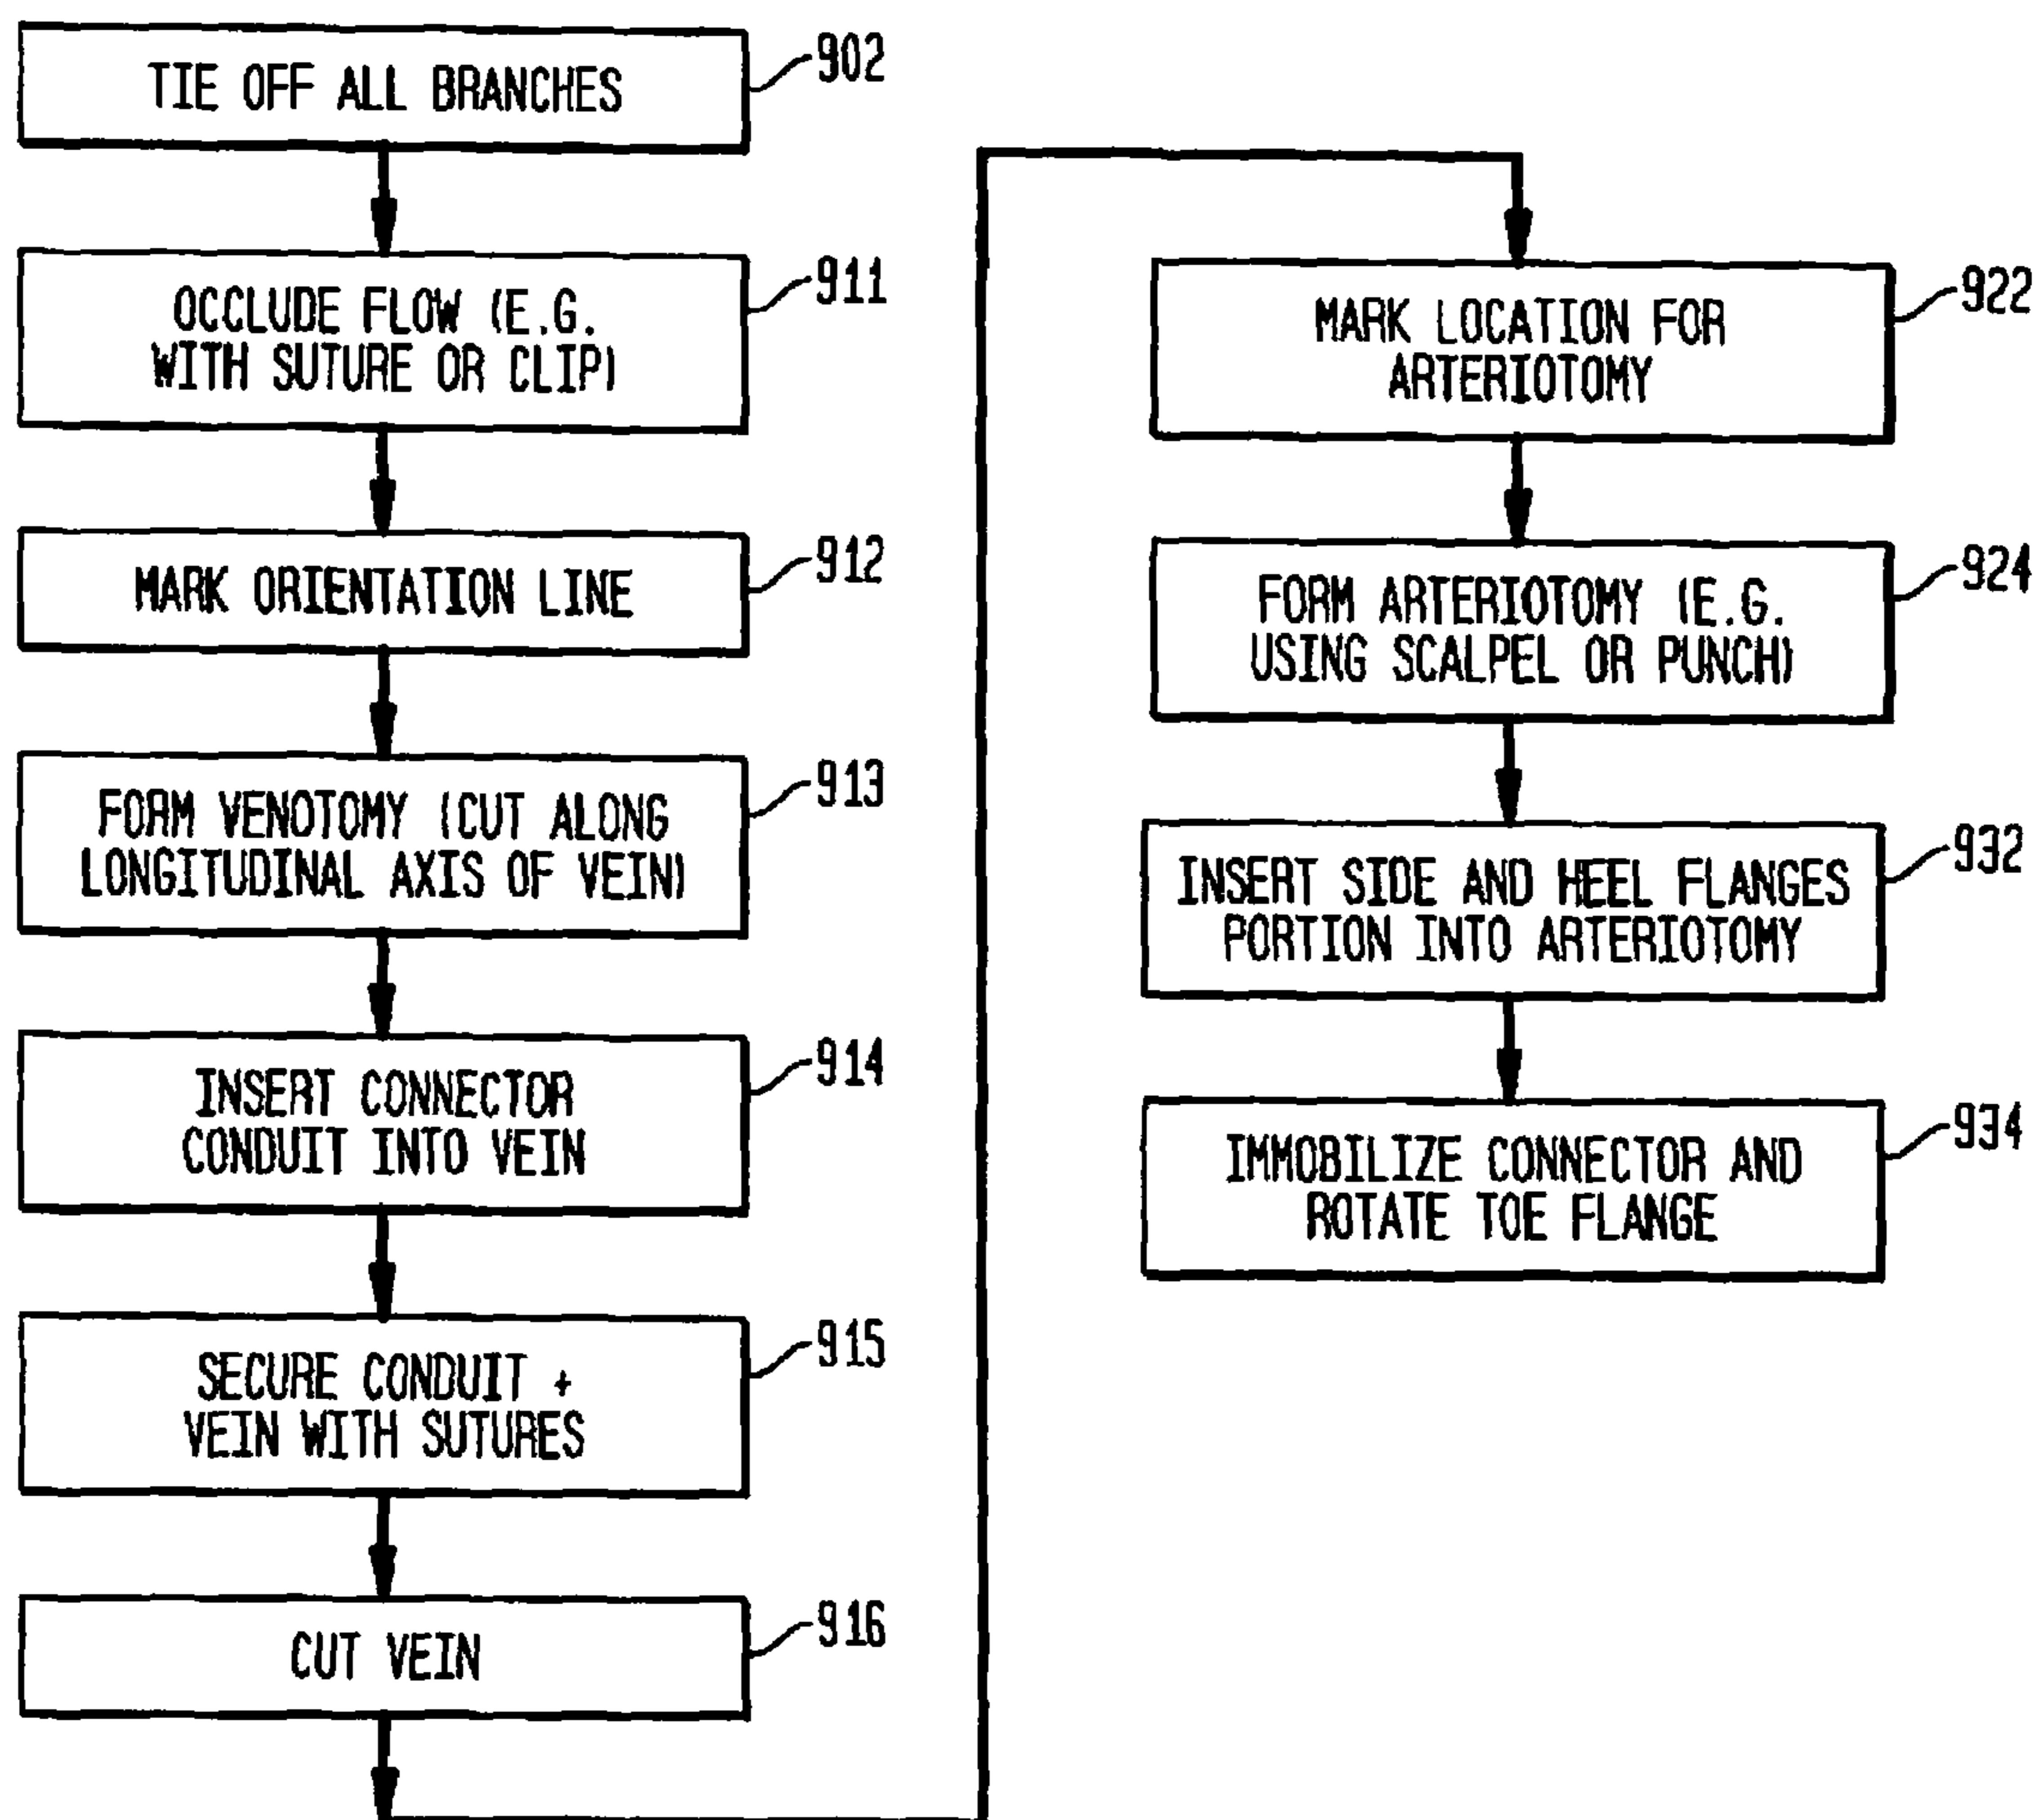 TIE OFF ALL BRANCHES
902
OCCLUDE FLOW (E.G.
WITH SUTURE OR CLIP)
911
MARK ORIENTATION LINE
912
FORM VENOTOMY (CUT ALONG
LONGITUDINAL AXIS OF VEIN)
913
INSERT CONNECTOR
CONDUIT INTO VEIN
914
SECURE CONDUIT +
VEIN WITH SUTURES
915
CUT VEIN
916
MARK LOCATION FOR
ARTERIOTOMY
922
FORM ARTERIOTOMY (E.G.
USING SCALPEL OR PUNCH)
924
INSERT SIDE AND HEEL FLANGES
PORTION INTO ARTERIOTOMY
932
IMMOBILIZE CONNECTOR AND
ROTATE TOE FLANGE
934